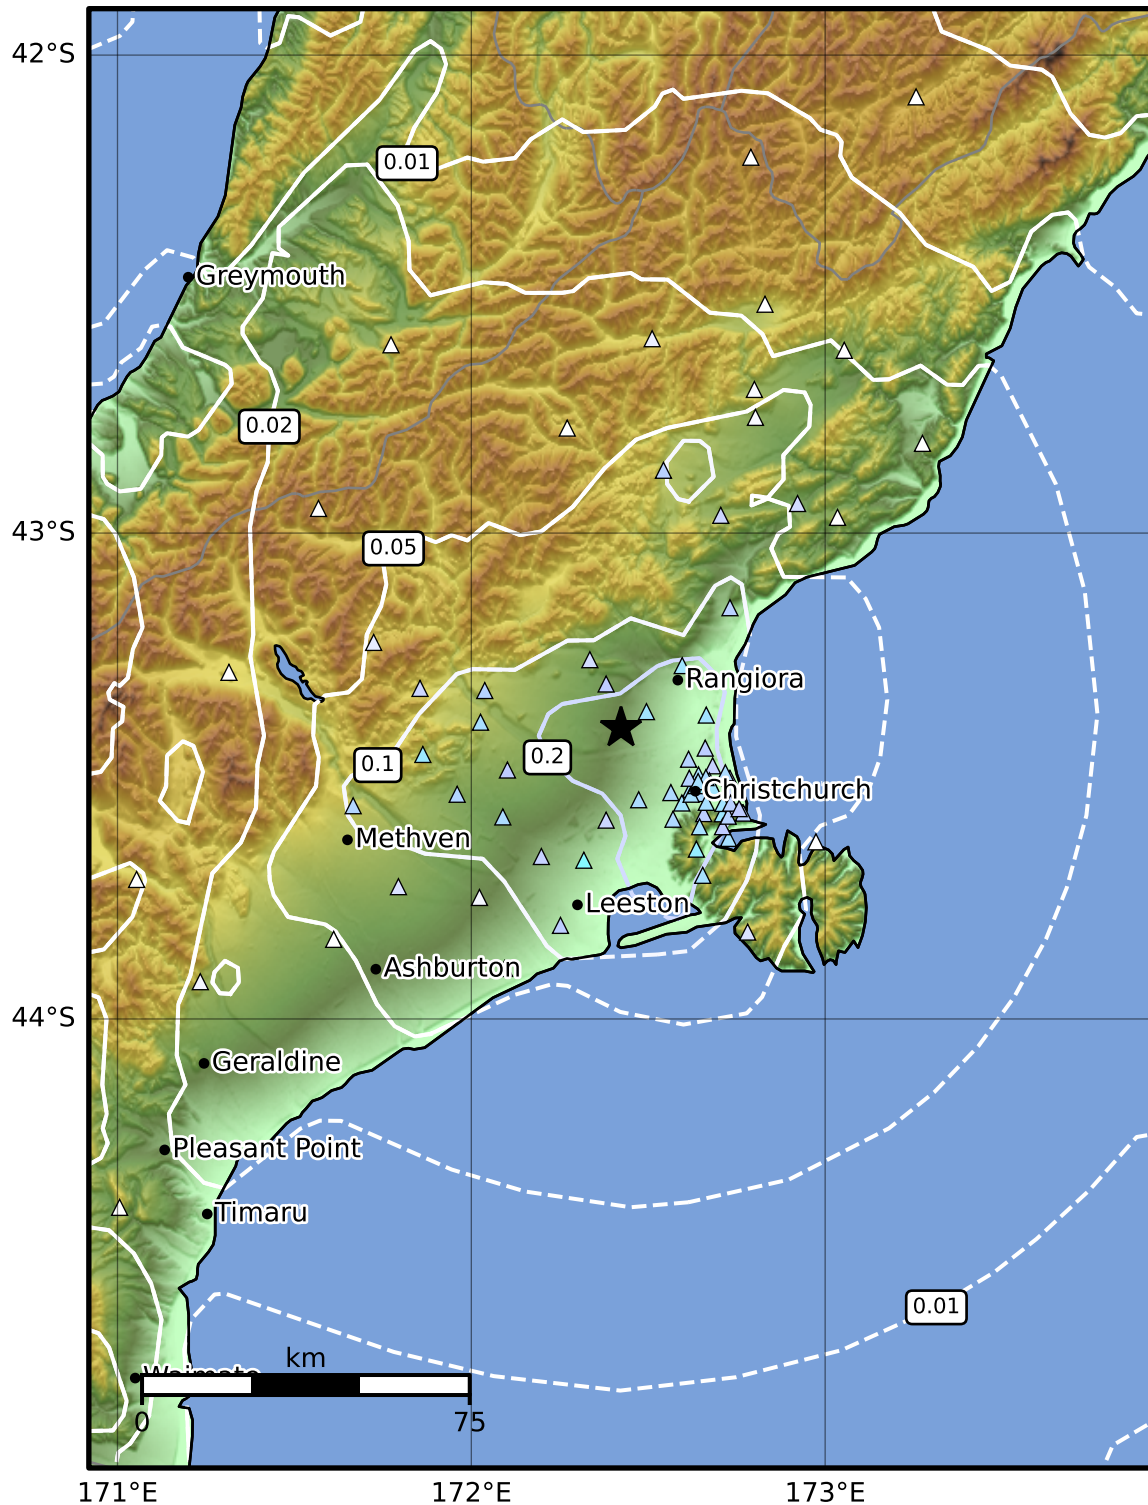 42°S
0.01
Greymouth
0.02
43°S
0.05
Rangiora
0.2
0.1
Christchurch
Methven
Leeston
Ashburton
44°S
Geraldine
Pleasant Point
Timaru
0.01
km
Waimate
0 75
171°E 172°E 173°E